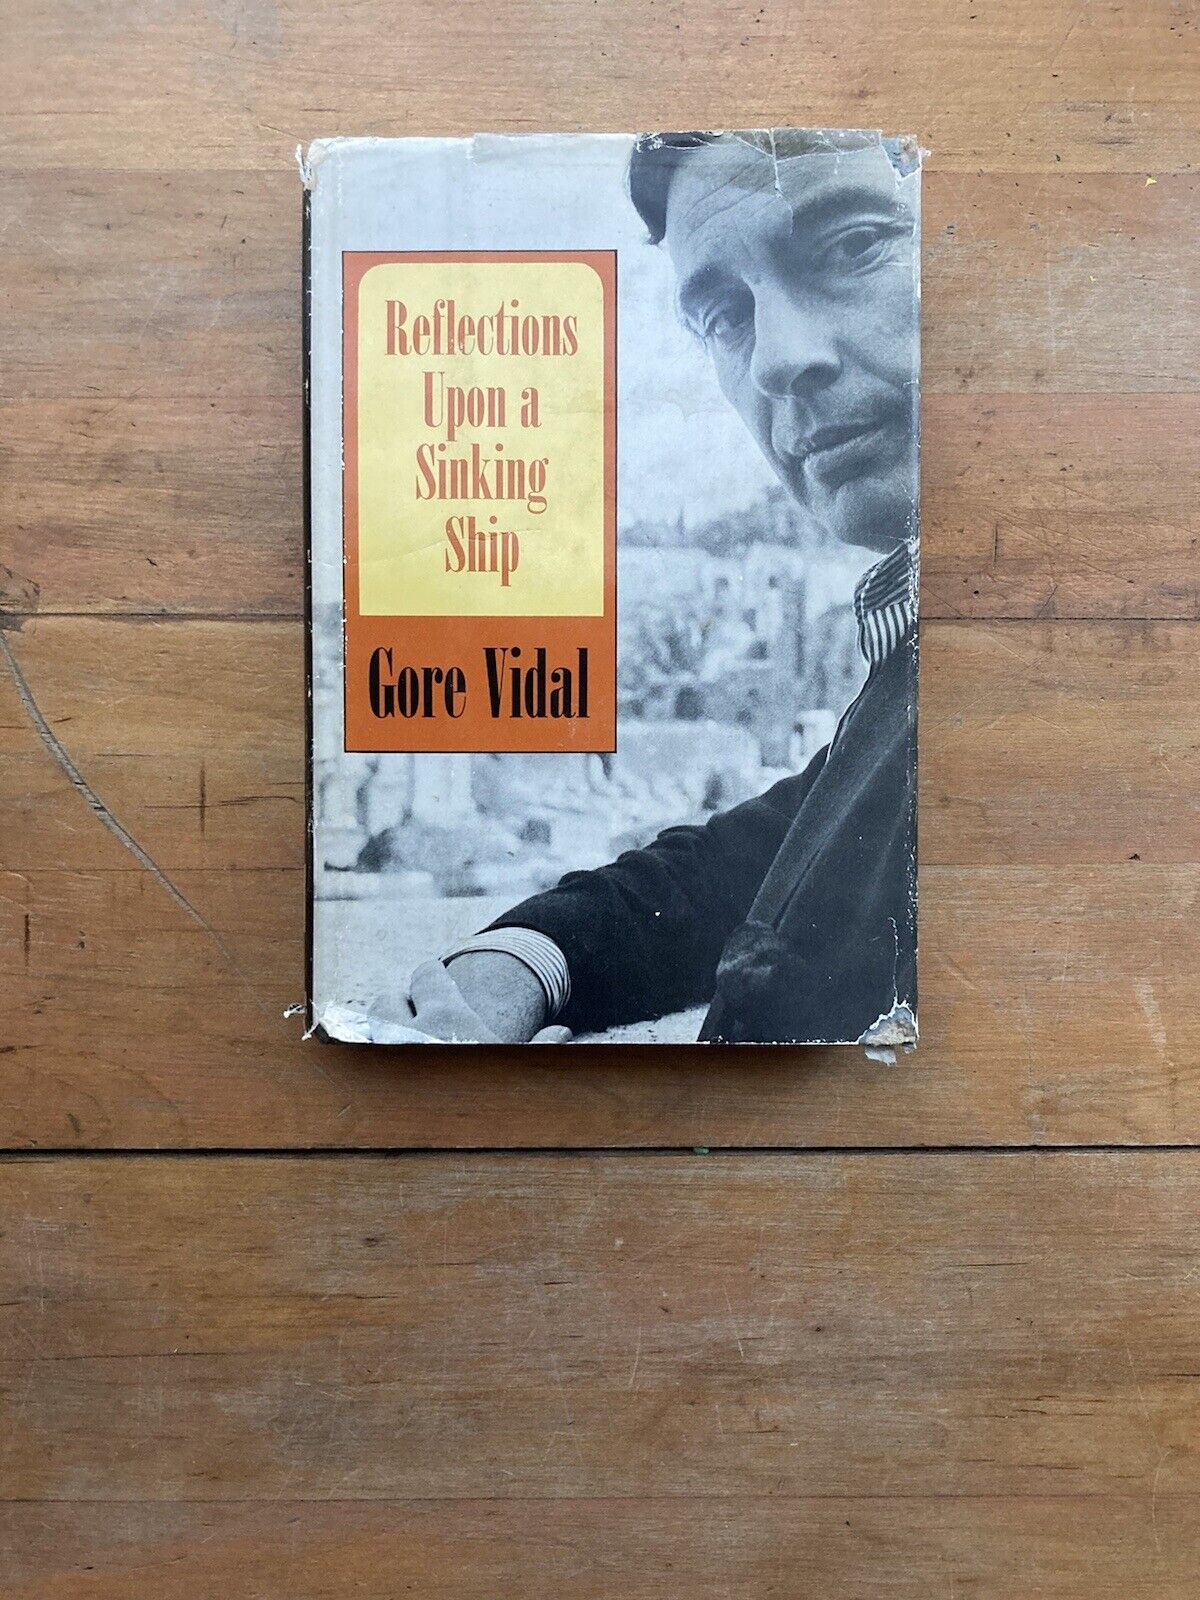 Reflections
Upon a
Sinking
Ship
Gore Vidal